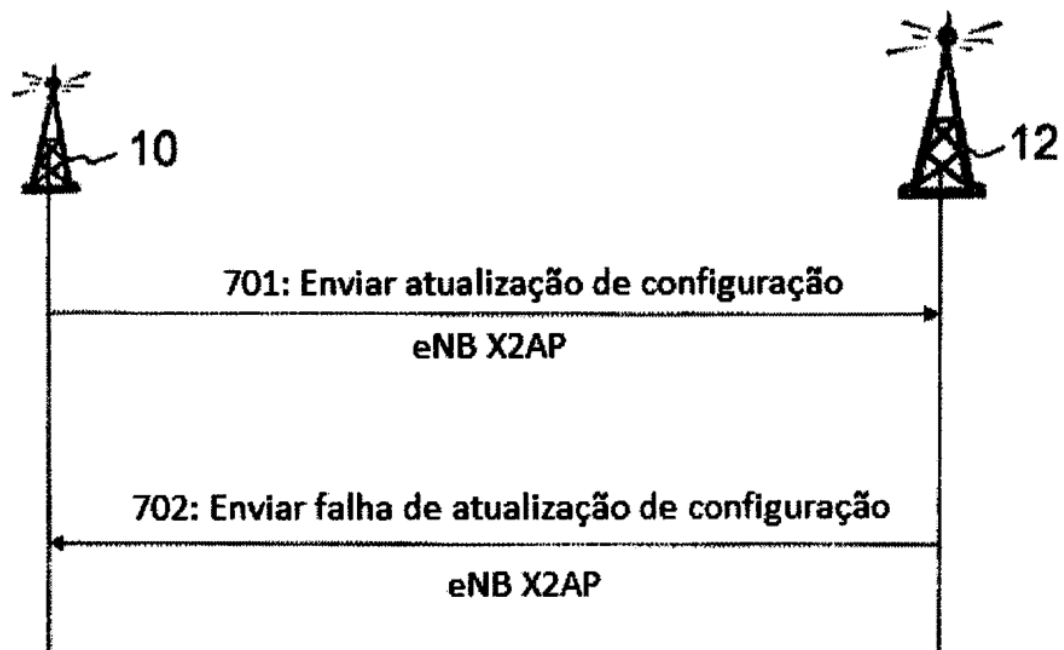 10
12
701: Enviar atualização de configuração
eNB X2AP
702: Enviar falha de atualização de configuração
eNB X2AP